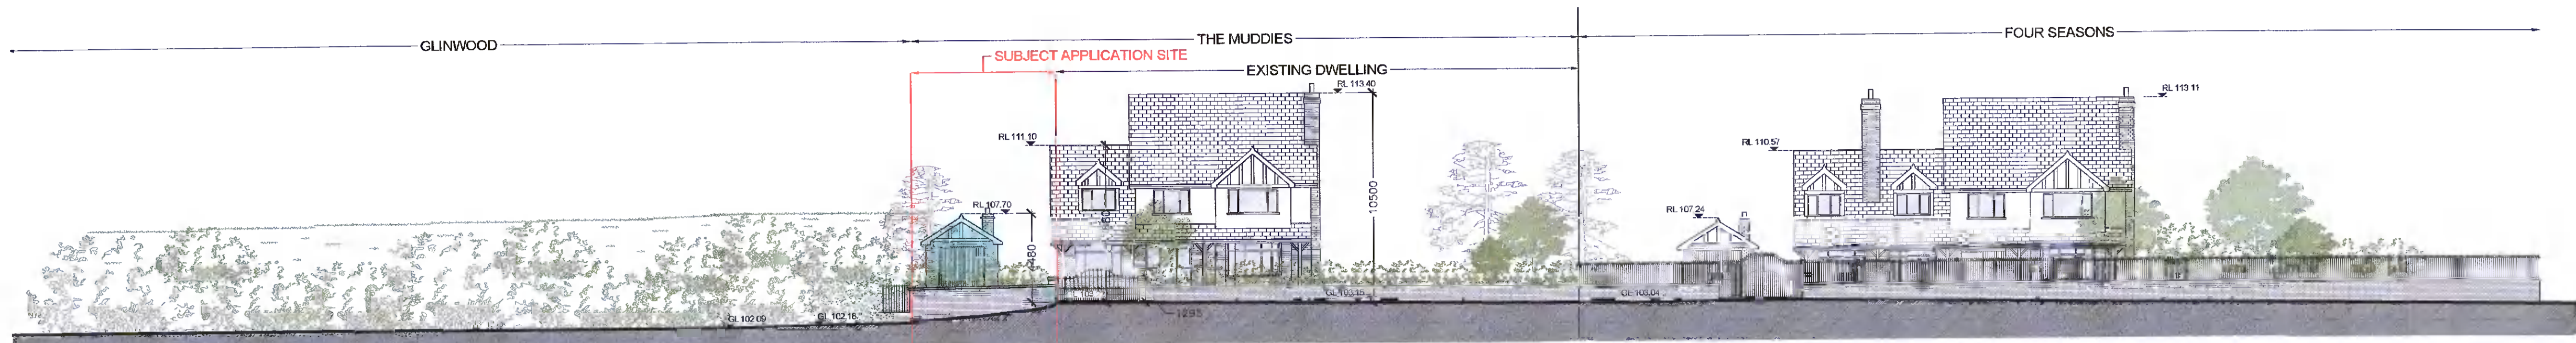 GLINWOOD
THE MUDDIES
FOUR SEASONS
SUBJECT APPLICATION SITE
EXISTING DWELLING
RL 113.40
RL 113.11
RL 111.10
RL 110.57
RL 107.70
RL 107.24
10500
GL 103.15
GL 103.04
1295
GL 102.09
GL 102.18